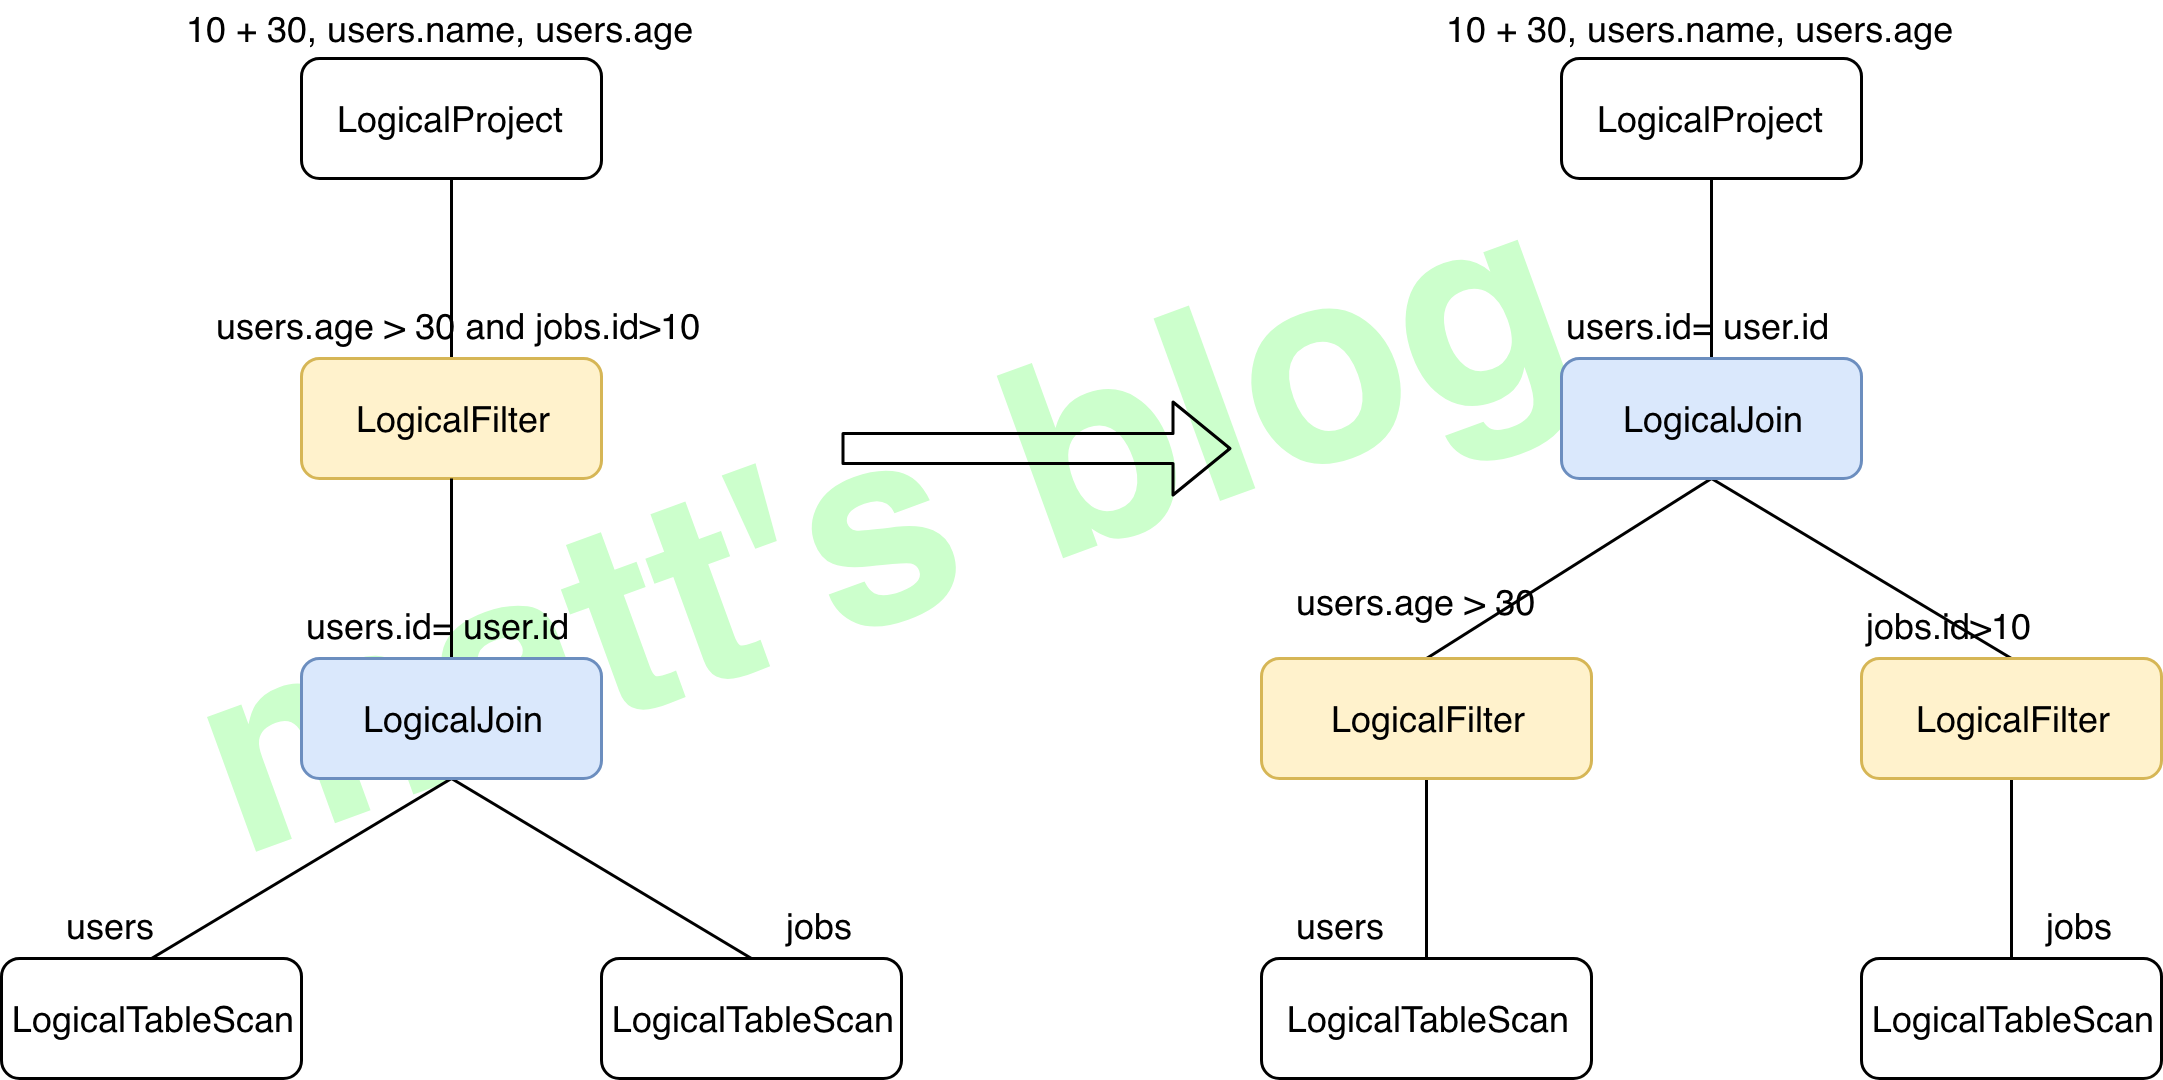 10 + 30, users.name, users.age
LogicalProject
users.age > 30 and jobs.id>10
LogicalFilter
users.id= user.id
LogicalJoin
users
jobs
LogicalTableScan
LogicalTableScan
10 + 30, users.name, users.age
LogicalProject
users.id= user.id
LogicalJoin
users.age > 30
jobs.id>10
LogicalFilter
LogicalFilter
users
jobs
LogicalTableScan
LogicalTableScan
matt's blog